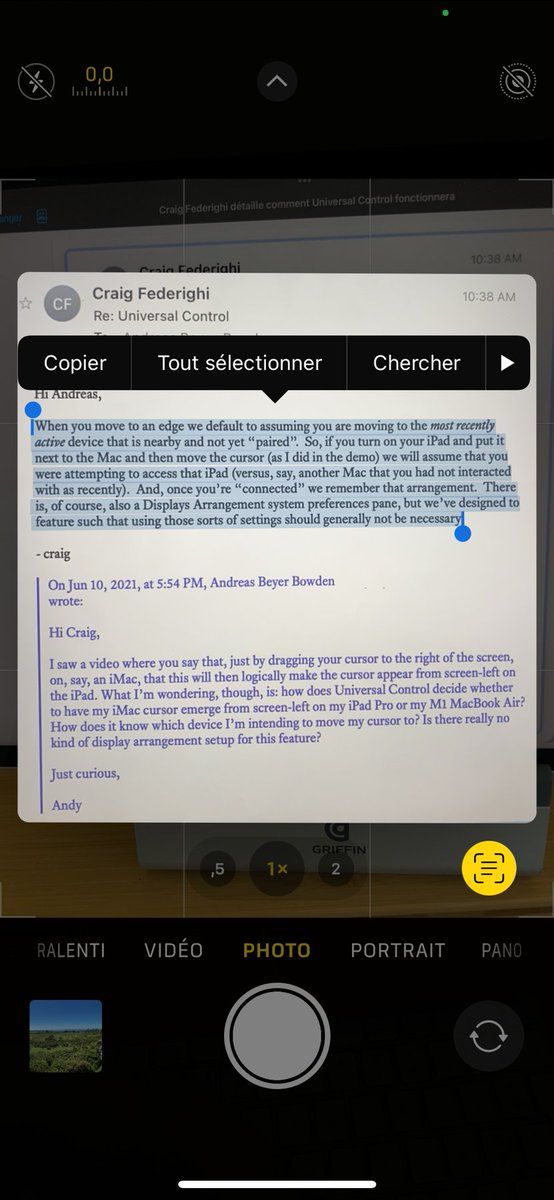 0,0
anger
Craig Federighi détaille comment Universal Control fonctionnera
Craig Federighi
10:38 AM
CF
Craig Federighi
10:38 AM
Re: Universal Control
Copier
Tout sélectionner
Chercher
Hi Andreas,
When you move to an edge we default to assuming you are moving to the most recently
active device that is nearby and not yet “paired”. So, if you turn on your iPad and put it
next to the Mac and then move the cursor (as I did in the demo) we will assume that you
were attempting to access that iPad (versus, say, another Mac that you had not interacted
with as recently). And, once you’re “connected” we remember that arrangement. There
is, of course, also a Displays Arrangement system preferences pane, but we’ve designed to
feature such that using those sorts of settings should generally not be necessary
- craig
On Jun 10, 2021, at 5:54 PM, Andreas Beyer Bowden
wrote:
Hi Craig,
I saw a video where you say that, just by dragging your cursor to the right of the screen,
on, say, an iMac, that this will then logically make the cursor appear from screen-left on
the iPad. What I’m wondering, though, is: how does Universal Control decide whether
to have my iMac cursor emerge from screen-left on my iPad Pro or my M1 MacBook Air?
How does it know which device I’m intending to move my cursor to? Is there really no
kind of display arrangement setup for this feature?
Just curious,
Andy
GRIFFIN
,5
1×
2
RALENTI
VIDÉO
PHOTO
PORTRAIT
PANO